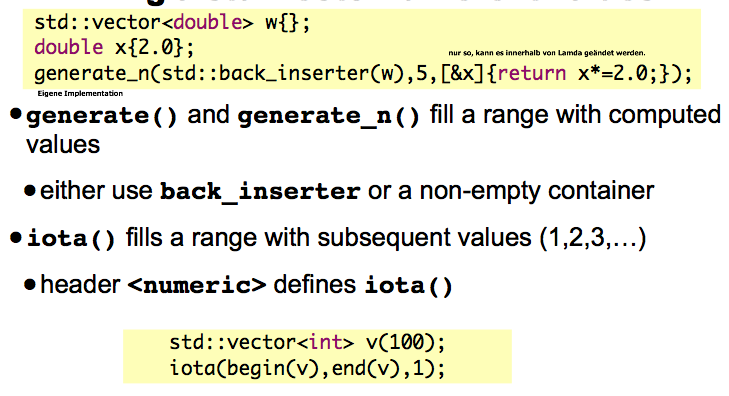 std::vector<double> w{};
double x{2.0};
nur so, kann es innerhalb von Lamda geändet werden.
generate_n(std::back_inserter(w),5,[&x]{return x*=2.0;});
Eigene Implementation
●generate() and generate_n() fill a range with computed
values
●either use back_inserter or a non-empty container
●iota() fills a range with subsequent values (1,2,3,…)
●header <numeric> defines iota()
std::vector<int> v(100);
iota(begin(v),end(v),1);